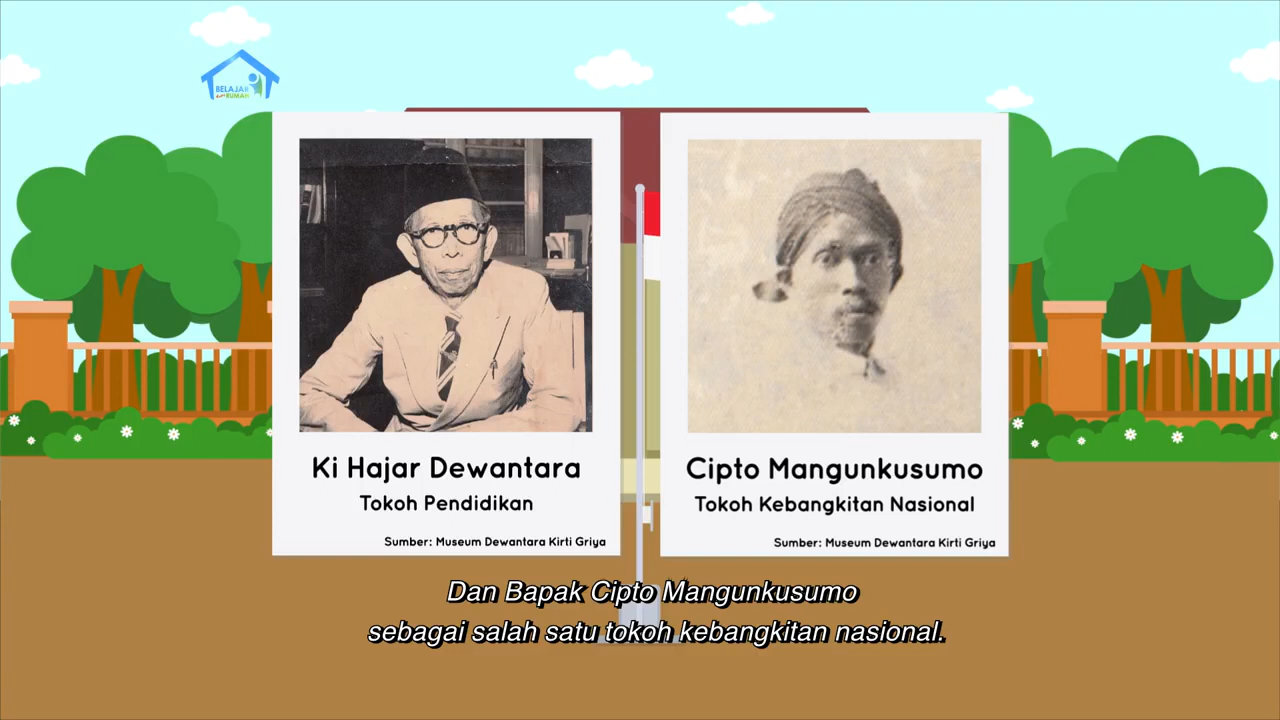 BELAJAR
dari RUMAH
Ki Hajar Dewantara
Tokoh Pendidikan
Sumber: Museum Dewantara Kirti Griya
Cipto Mangunkusumo
Tokoh Kebangkitan Nasional
Sumber: Museum Dewantara Kirti Griya
Dan Bapak Cipto Mangunkusumo
sebagai salah satu tokoh kebangkitan nasional.